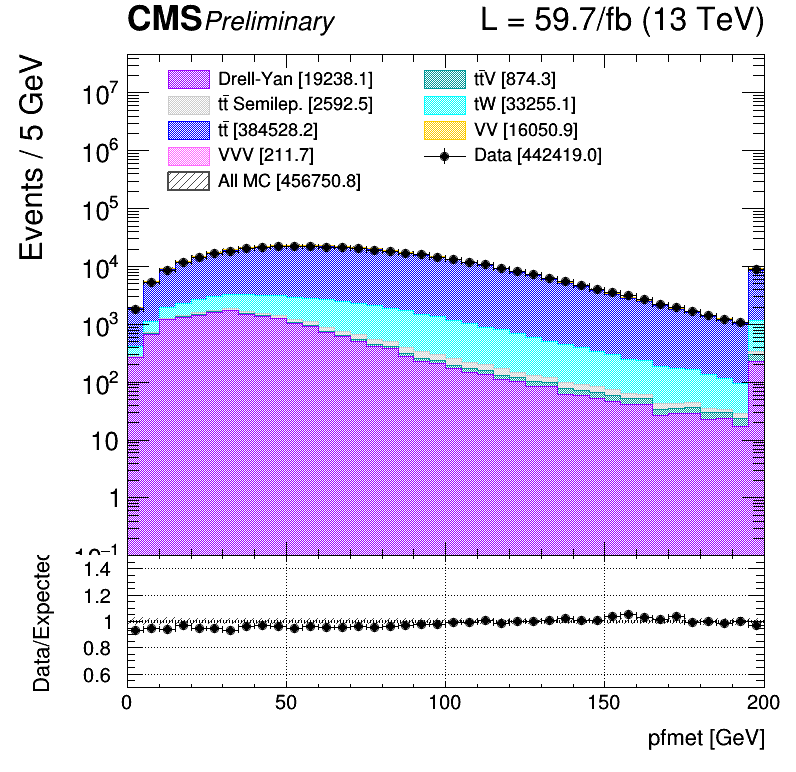 CMS Preliminary L = 59.7/fb (13 TeV)
Events / 5 GeV
Drell-Yan [19238.1]
tt̄ Semilep. [2592.5]
tt̄ [384528.2]
VVV [211.7]
All MC [456750.8]
tt̄V [874.3]
tW [33255.1]
VV [16050.9]
Data [442419.0]
10⁷
10⁶
10⁵
10⁴
10³
10²
10
1
10⁻¹
Data/Expected
1.4
1.2
1
0.8
0.6
0 50 100 150 200
pfmet [GeV]